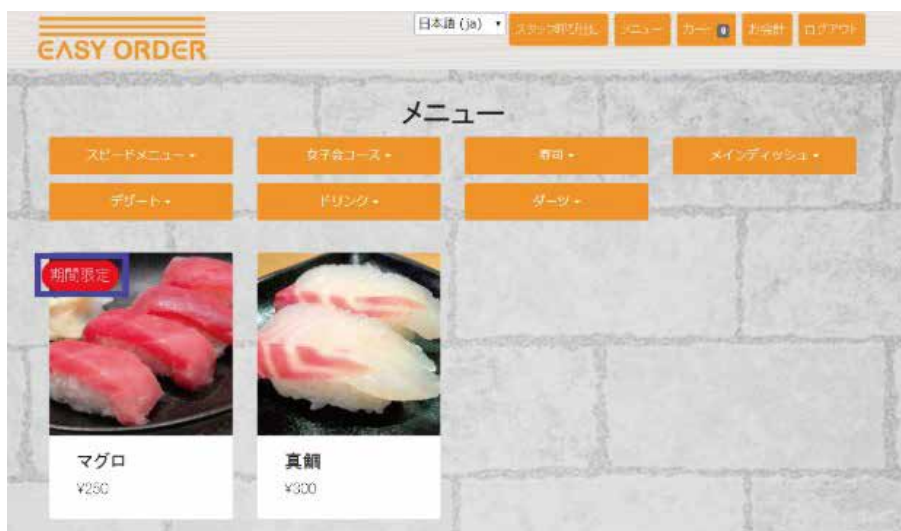 EASY ORDER
日本語 (ja)
スタッフ呼び出し
メニュー
カート 0
お会計
ログアウト
メニュー
スピードメニュー
女子会コース
寿司
メインディッシュ
デザート
ドリンク
ダーツ
期間限定
マグロ
¥250
真鯛
¥300